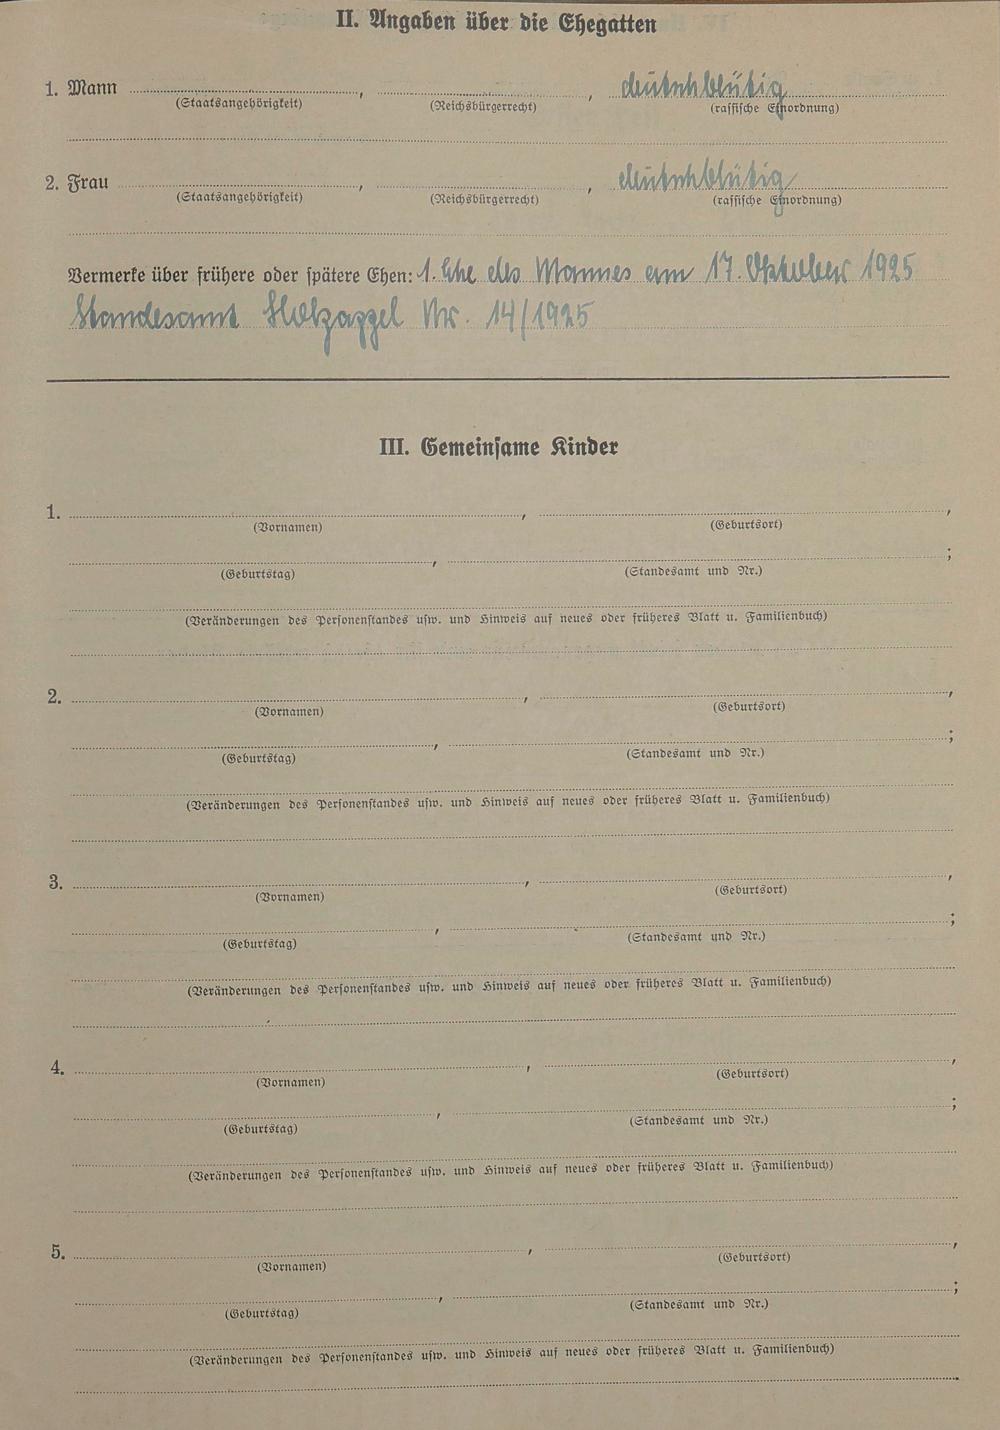 II. Angaben über die Ehegatten
1. Mann , , deutschblütig
(Staatsangehörigkeit) (Reichsbürgerrecht) (rassische Einordnung)
2. Frau , , deutschblütig
(Staatsangehörigkeit) (Reichsbürgerrecht) (rassische Einordnung)
Vermerke über frühere oder spätere Ehen: 1. Ehe des Mannes am 17. Oktober 1925
Standesamt Holzappel Nr. 14/1925
III. Gemeinsame Kinder
1. , ,
(Vornamen) (Geburtsort)
, ;
(Geburtstag) (Standesamt und Nr.)
(Veränderungen des Personenstandes usw. und Hinweis auf neues oder früheres Blatt u. Familienbuch)
2. , ,
(Vornamen) (Geburtsort)
, ;
(Geburtstag) (Standesamt und Nr.)
(Veränderungen des Personenstandes usw. und Hinweis auf neues oder früheres Blatt u. Familienbuch)
3. , ,
(Vornamen) (Geburtsort)
, ;
(Geburtstag) (Standesamt und Nr.)
(Veränderungen des Personenstandes usw. und Hinweis auf neues oder früheres Blatt u. Familienbuch)
4. , ,
(Vornamen) (Geburtsort)
, ;
(Geburtstag) (Standesamt und Nr.)
(Veränderungen des Personenstandes usw. und Hinweis auf neues oder früheres Blatt u. Familienbuch)
5. , ,
(Vornamen) (Geburtsort)
, ;
(Geburtstag) (Standesamt und Nr.)
(Veränderungen des Personenstandes usw. und Hinweis auf neues oder früheres Blatt u. Familienbuch)